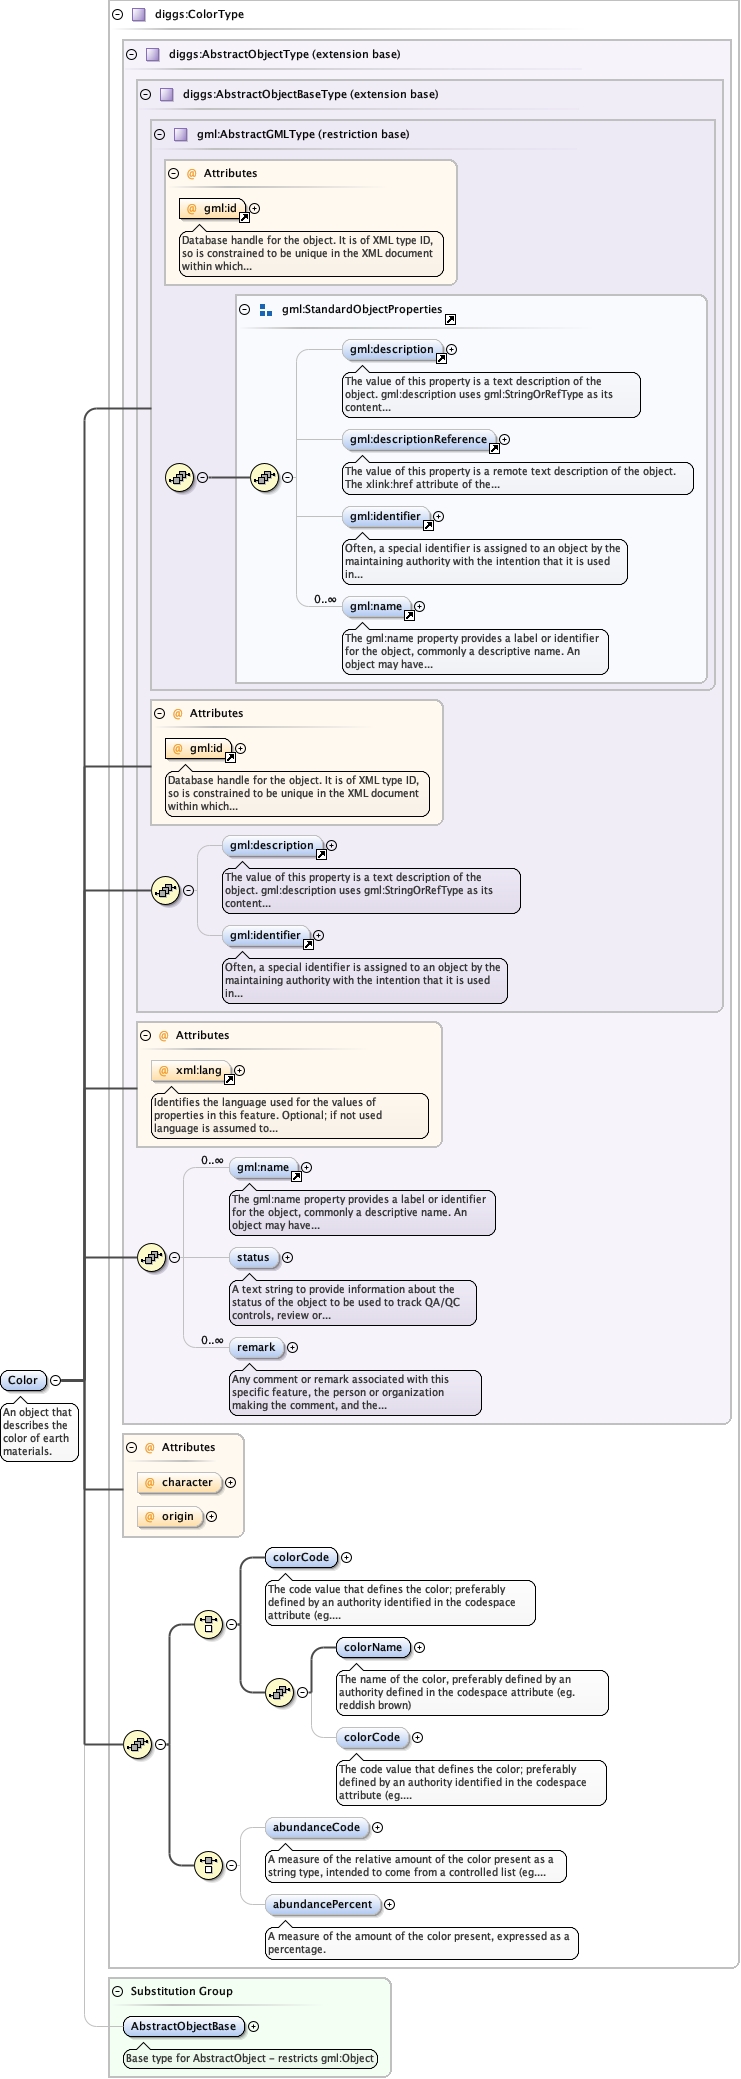 diggs:ColorType
diggs:AbstractObjectType (extension base)
diggs:AbstractObjectBaseType (extension base)
gml:AbstractGMLType (restriction base)
@ Attributes
@ gml:id
Database handle for the object. It is of XML type ID,
so is constrained to be unique in the XML document
within which...
gml:StandardObjectProperties
gml:description
The value of this property is a text description of the
object. gml:description uses gml:StringOrRefType as its
content...
gml:descriptionReference
The value of this property is a remote text description of the object.
The xlink:href attribute of the...
gml:identifier
Often, a special identifier is assigned to an object by the
maintaining authority with the intention that it is used
in...
0..∞
gml:name
The gml:name property provides a label or identifier
for the object, commonly a descriptive name. An
object may have...
@ Attributes
@ gml:id
Database handle for the object. It is of XML type ID,
so is constrained to be unique in the XML document
within which...
gml:description
The value of this property is a text description of the
object. gml:description uses gml:StringOrRefType as its
content...
gml:identifier
Often, a special identifier is assigned to an object by the
maintaining authority with the intention that it is used
in...
@ Attributes
@ xml:lang
Identifies the language used for the values of
properties in this feature. Optional; if not used
language is assumed to...
0..∞
gml:name
The gml:name property provides a label or identifier
for the object, commonly a descriptive name. An
object may have...
status
A text string to provide information about the
status of the object to be used to track QA/QC
controls, review or...
0..∞
remark
Any comment or remark associated with this
specific feature, the person or organization
making the comment, and the...
Color
An object that
describes the
color of earth
materials.
@ Attributes
@ character
@ origin
colorCode
The code value that defines the color; preferably
defined by an authority identified in the codespace
attribute (eg....
colorName
The name of the color, preferably defined by an
authority defined in the codespace attribute (eg.
reddish brown)
colorCode
The code value that defines the color; preferably
defined by an authority identified in the codespace
attribute (eg....
abundanceCode
A measure of the relative amount of the color present as a
string type, intended to come from a controlled list (eg....
abundancePercent
A measure of the amount of the color present, expressed as a
percentage.
Substitution Group
AbstractObjectBase
Base type for AbstractObject - restricts gml:Object